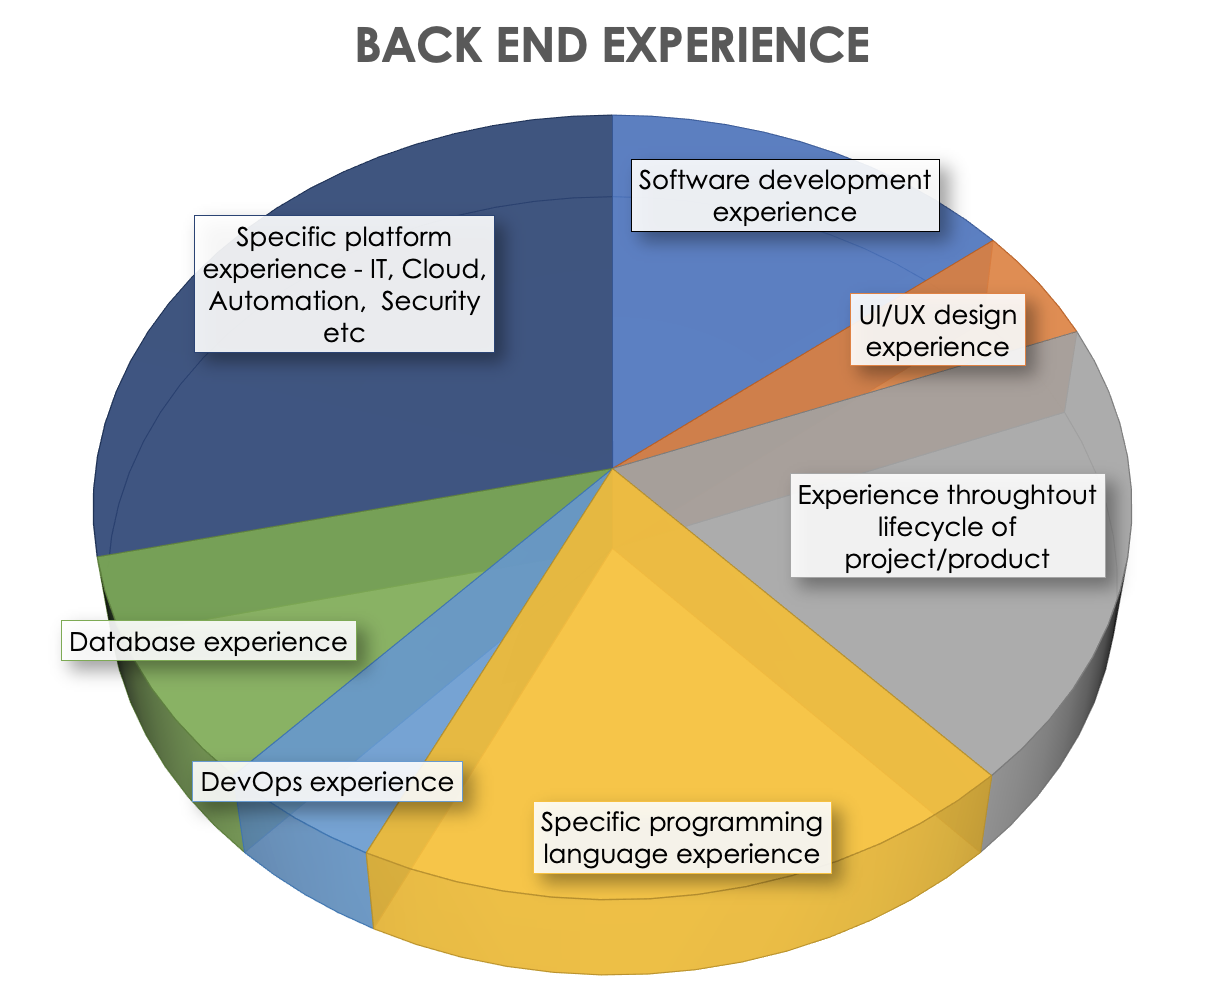 BACK END EXPERIENCE
Software development
experience
Specific platform
experience - IT, Cloud,
Automation,  Security
etc
UI/UX design
experience
Experience throughtout
lifecycle of
project/product
Database experience
DevOps experience
Specific programming
language experience